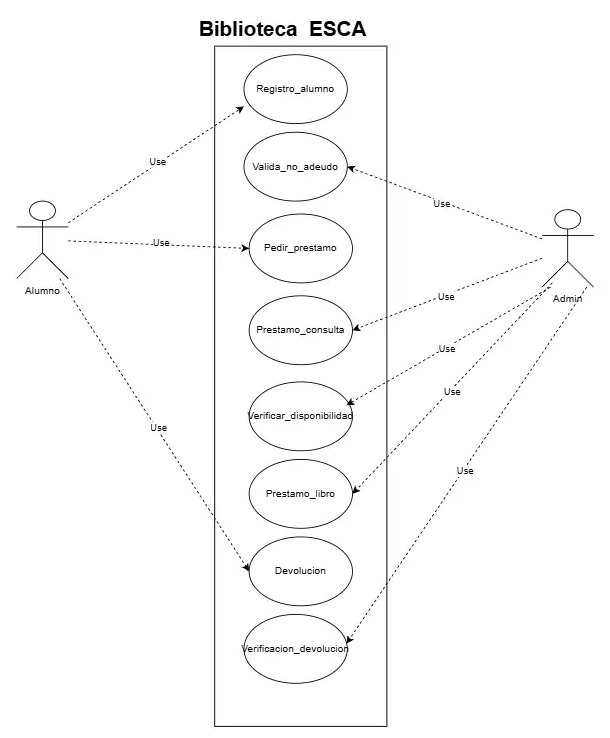 Biblioteca  ESCA
Registro_alumno
Use
Valida_no_adeudo
Use
Alumno
Use
Pedir_prestamo
Admin
Use
Prestamo_consulta
Use
Use
Verificar_disponibilidad
Use
Use
Prestamo_libro
Devolucion
Verificacion_devolucion